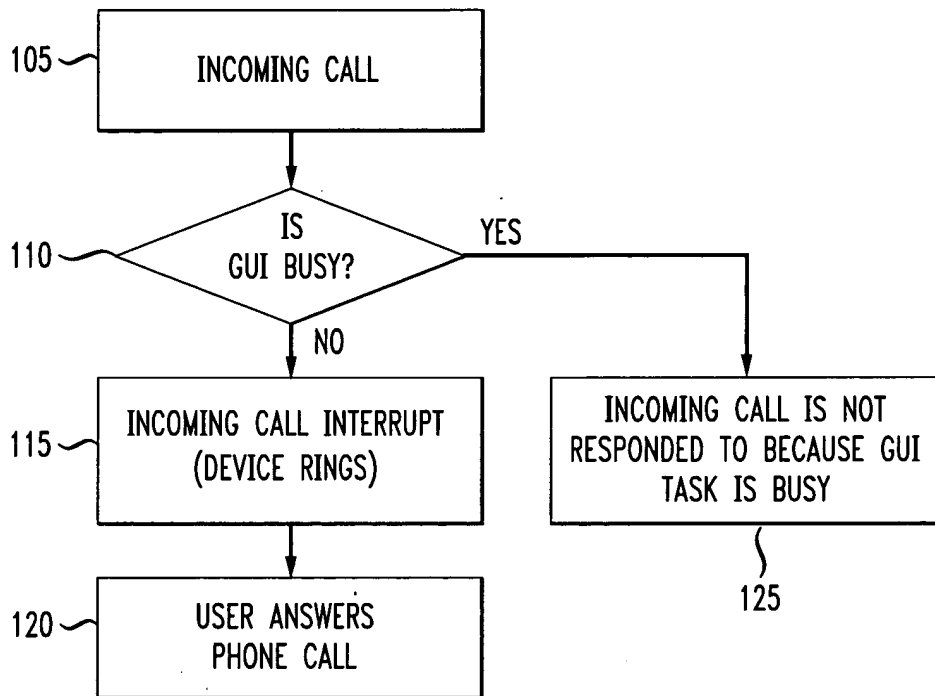 105
INCOMING CALL
110
IS
GUI BUSY?
YES
NO
115
INCOMING CALL INTERRUPT
(DEVICE RINGS)
INCOMING CALL IS NOT
RESPONDED TO BECAUSE GUI
TASK IS BUSY
125
120
USER ANSWERS
PHONE CALL